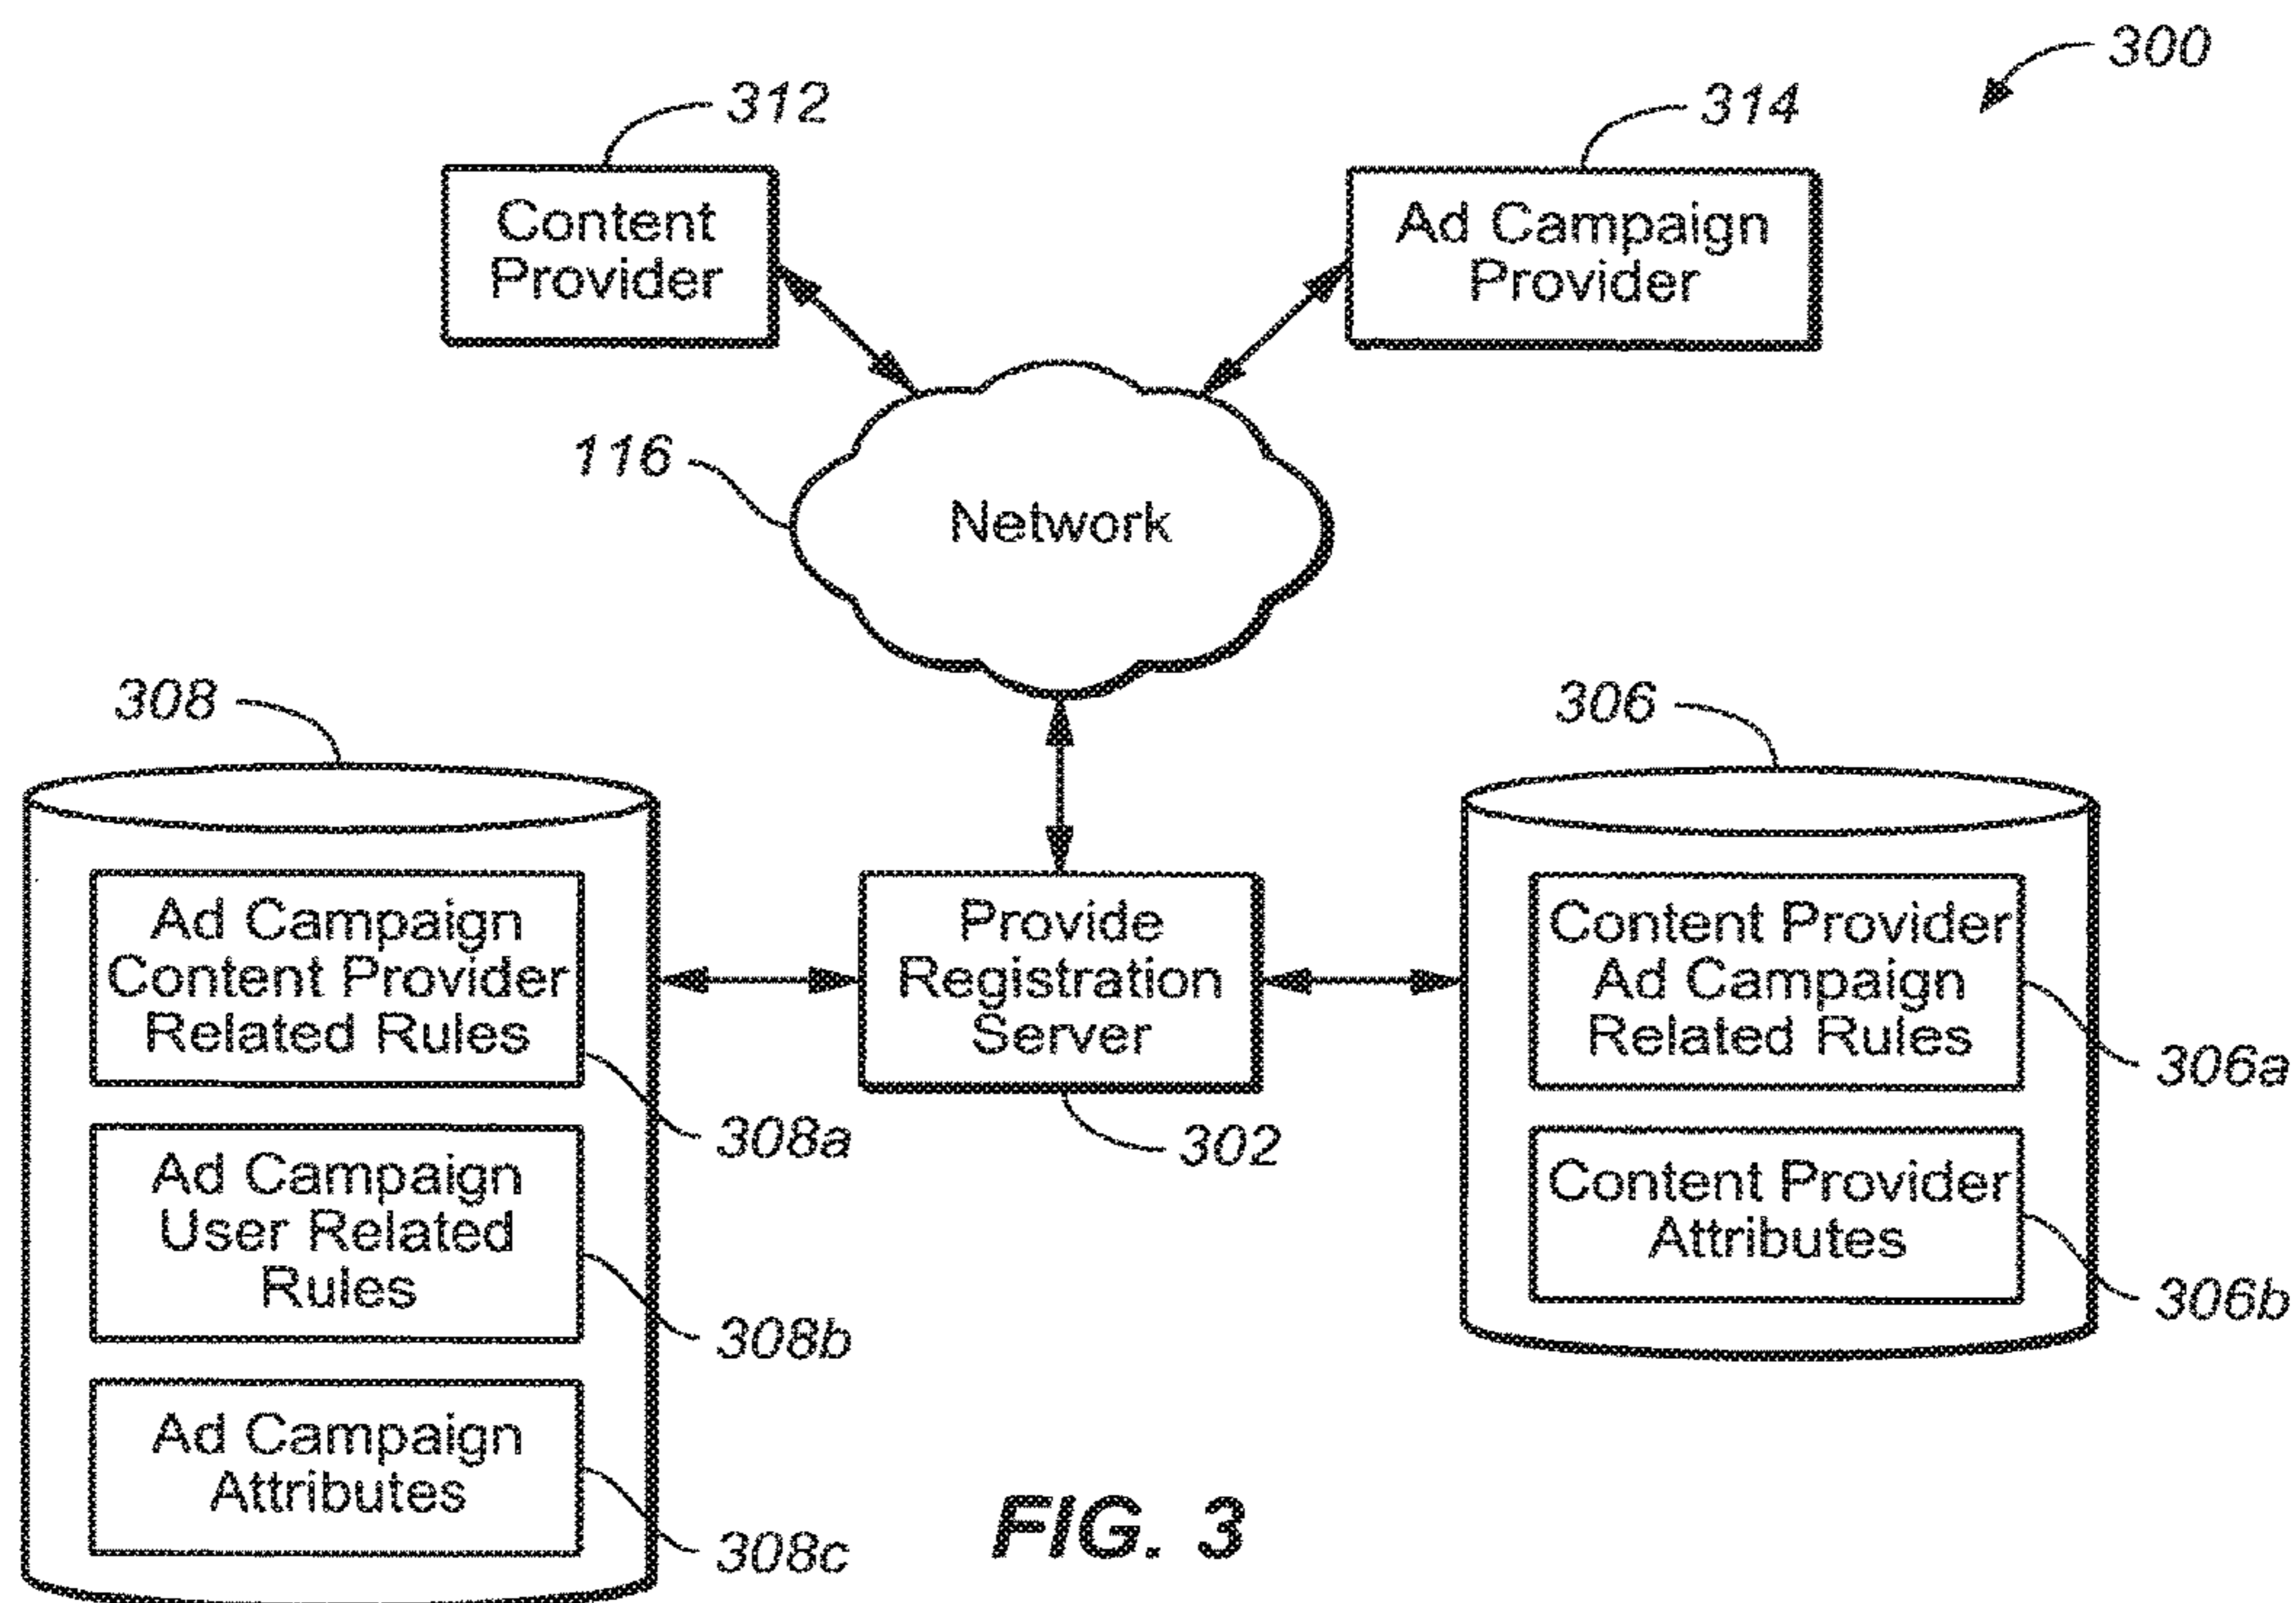 300
312
314
Content
Provider
Ad Campaign
Provider
116
Network
308
306
Ad Campaign
Content Provider
Related Rules
308a
Provide
Registration
Server
302
Content Provider
Ad Campaign
Related Rules
306a
Ad Campaign
User Related
Rules
308b
Content Provider
Attributes
306b
Ad Campaign
Attributes
308c
FIG. 3